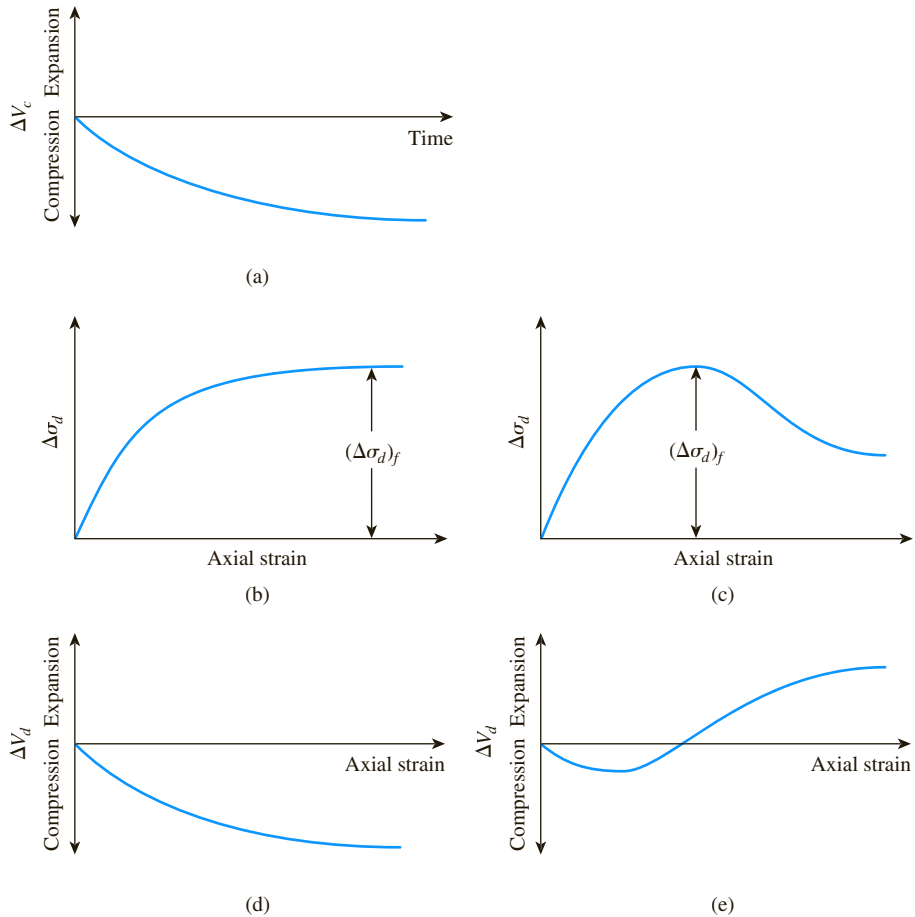 Expansion
ΔV_c
Compression
Time
(a)
Δσ_d
(Δσ_d)_f
Axial strain
(b)
Δσ_d
(Δσ_d)_f
Axial strain
(c)
Expansion
ΔV_d
Compression
Axial strain
(d)
Expansion
ΔV_d
Compression
Axial strain
(e)